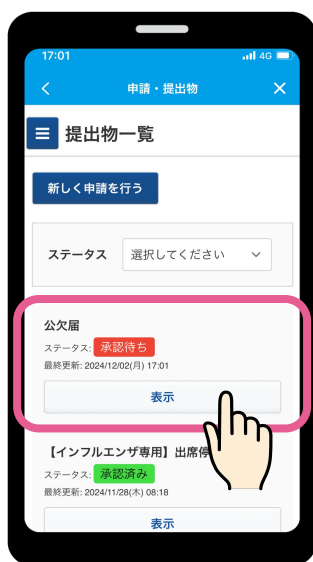 17:01 4G
申請・提出物
提出物一覧
新しく申請を行う
ステータス 選択してください
公欠届
ステータス: 承認待ち
最終更新: 2024/12/02(月) 17:01
表示
【インフルエンザ専用】出席停
ステータス: 承認済み
最終更新: 2024/11/28(木) 08:18
表示